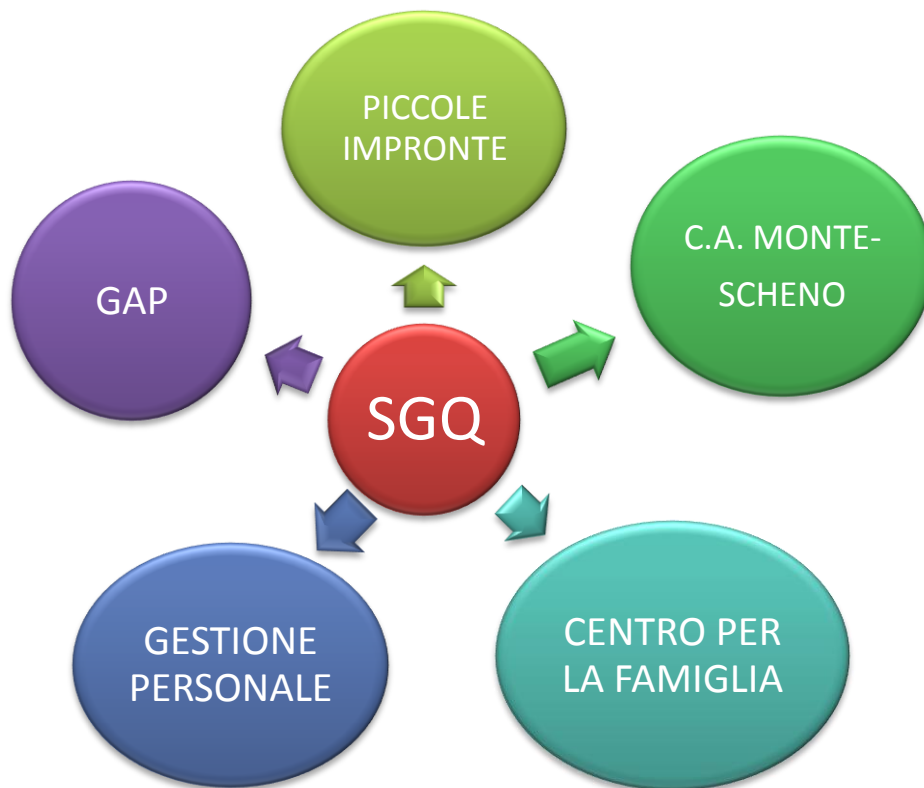 PICCOLE
IMPRONTE
C.A. MONTE-
SCHENO
GAP
SGQ
GESTIONE
PERSONALE
CENTRO PER
LA FAMIGLIA